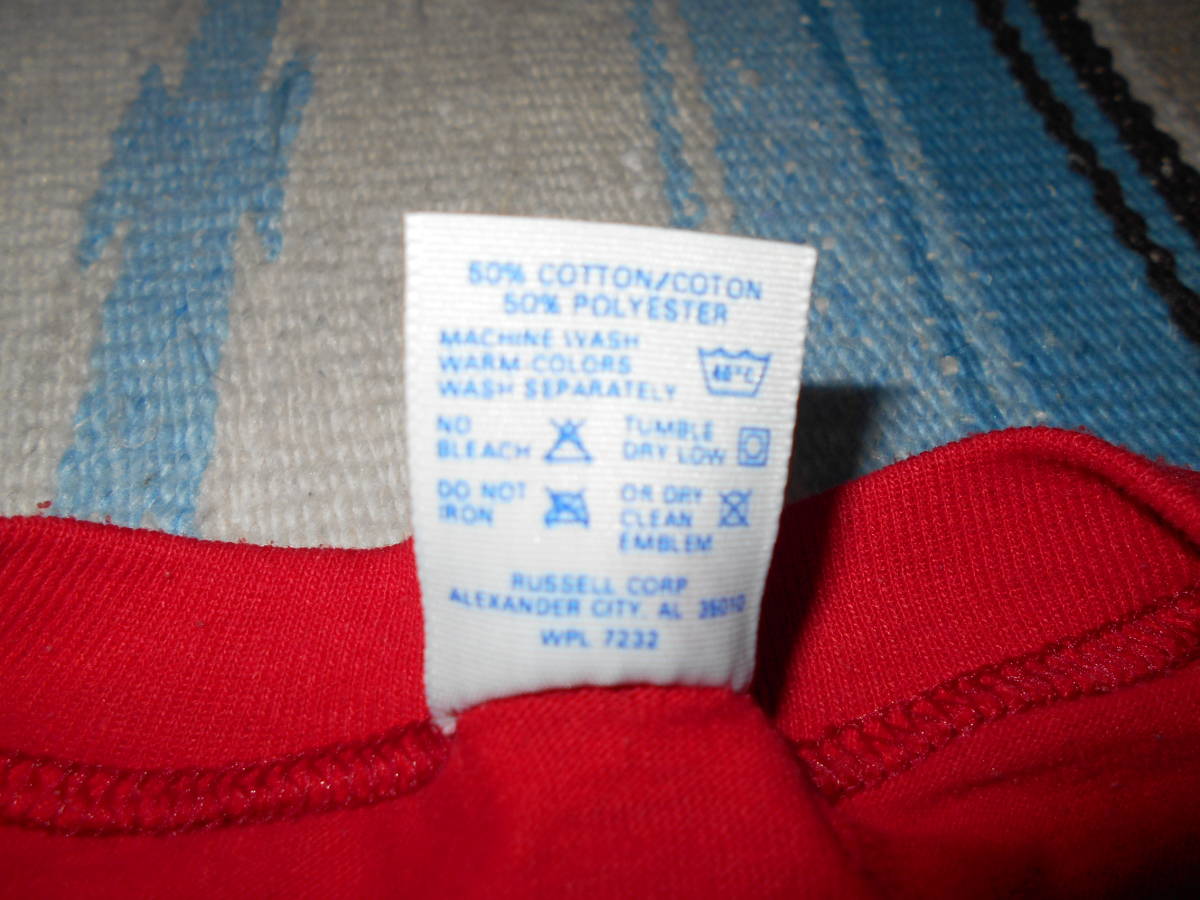 50% COTTON/COTON
50% POLYESTER
MACHINE WASH
WARM COLORS
WASH SEPARATELY
40°C
NO
BLEACH
TUMBLE
DRY LOW
DO NOT
IRON
OR DRY
CLEAN
EMBLEM
RUSSELL CORP
ALEXANDER CITY, AL 35010
WPL 7232